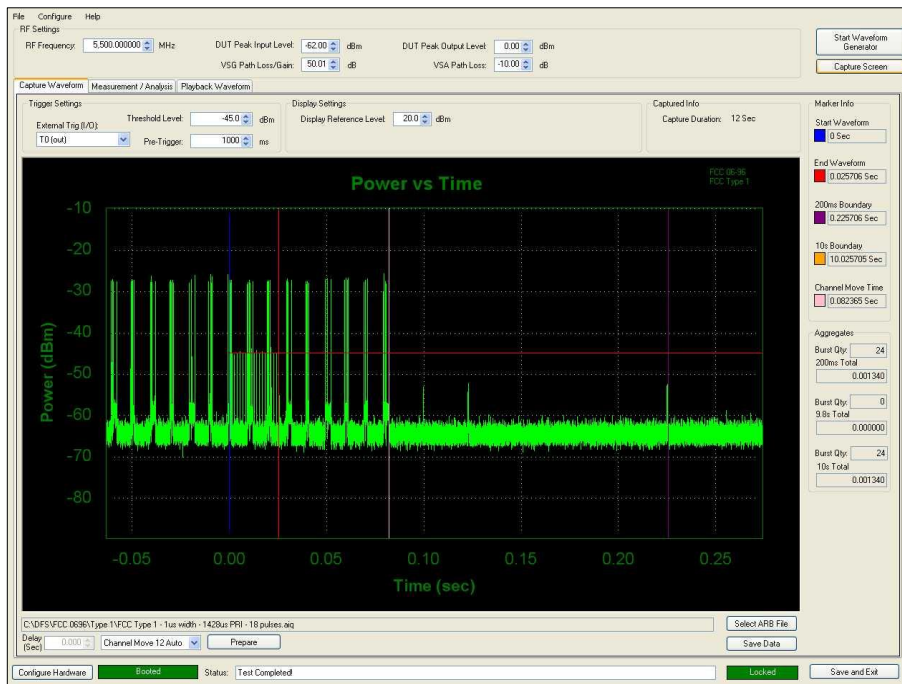 File Configure Help
RF Settings
RF Frequency: 5,500.000000 MHz
DUT Peak Input Level: -62.00 dBm
DUT Peak Output Level: 0.00 dBm
VSG Path Loss/Gain: 50.01 dB
VSA Path Loss: -10.00 dB
Start Waveform
Generator
Capture Screen
Capture Waveform Measurement / Analysis Playback Waveform
Trigger Settings
External Trig (I/O):
T0 (out)
Threshold Level: -45.0 dBm
Pre-Trigger: 1000 ms
Display Settings
Display Reference Level: 20.0 dBm
Captured Info
Capture Duration: 12 Sec
Power vs Time
FCC 06-96
FCC Type 1
Power (dBm)
-10
-20
-30
-40
-50
-60
-70
-80
-0.05 0.00 0.05 0.10 0.15 0.20 0.25
Time (sec)
Marker Info
Start Waveform
0 Sec
End Waveform
0.025706 Sec
200ms Boundary
0.225706 Sec
10s Boundary
10.025705 Sec
Channel Move Time
0.082365 Sec
Aggregates
Burst Qty: 24
200ms Total
0.001340
Burst Qty: 0
9.8s Total
0.000000
Burst Qty: 24
10s Total
0.001340
C:\DFS\FCC 0696\Type 1\FCC Type 1 - 1us width - 1428us PRI - 18 pulses.aiq
Select ARB File
Delay
(Sec) 0.000 Channel Move 12 Auto Prepare
Save Data
Configure Hardware Booted Status: Test Completed! Locked Save and Exit